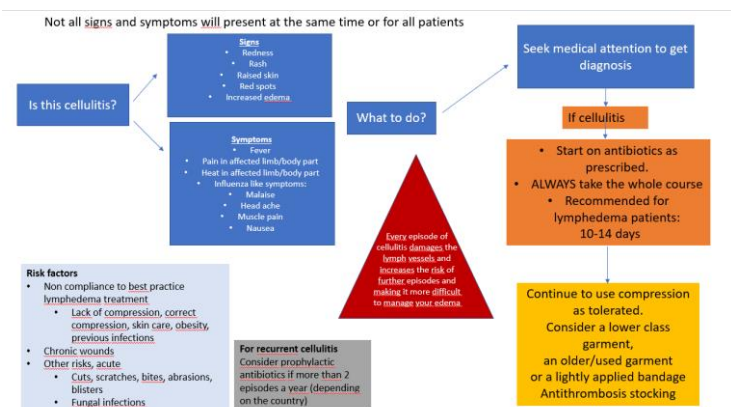 Not all signs and symptoms will present at the same time or for all patients
Is this cellulitis?
Signs
• Redness
• Rash
• Raised skin
• Red spots
• Increased edema
Symptoms
• Fever
• Pain in affected limb/body part
• Heat in affected limb/body part
• Influenza like symptoms:
• Malaise
• Head ache
• Muscle pain
• Nausea
What to do?
Seek medical attention to get
diagnosis
If cellulitis
• Start on antibiotics as
prescribed.
• ALWAYS take the whole course
• Recommended for
lymphedema patients:
10-14 days
Continue to use compression
as tolerated.
Consider a lower class
garment,
an older/used garment
or a lightly applied bandage
Antithrombosis stocking
Every episode of
cellulitis damages the
lymph vessels and
increases the risk of
further episodes and
making it more difficult
to manage your edema
Risk factors
• Non compliance to best practice
lymphedema treatment
• Lack of compression, correct
compression, skin care, obesity,
previous infections
• Chronic wounds
• Other risks, acute
• Cuts, scratches, bites, abrasions,
blisters
• Fungal infections
For recurrent cellulitis
Consider prophylactic
antibiotics if more than 2
episodes a year (depending
on the country)